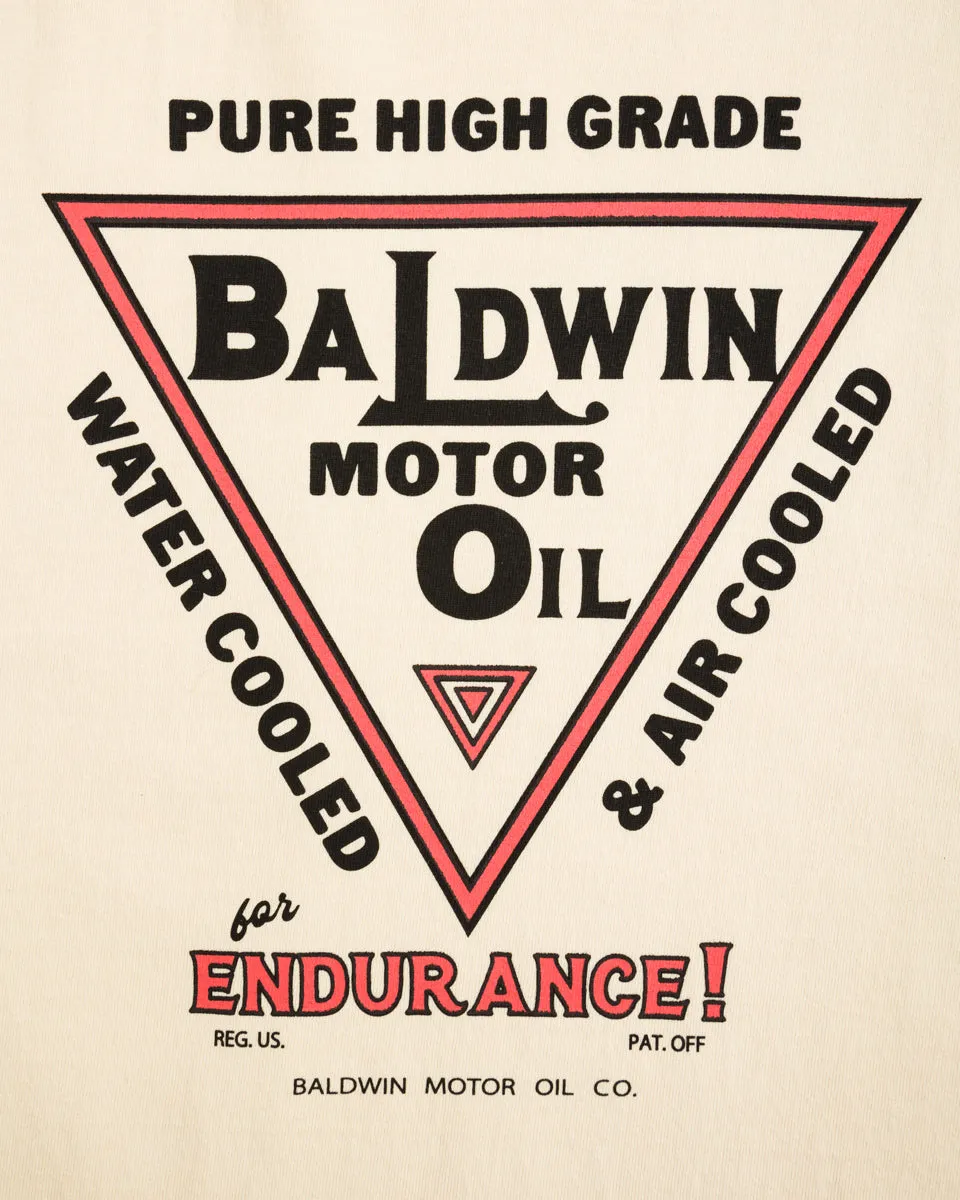 PURE HIGH GRADE
BALDWIN
MOTOR
OIL
WATER COOLED
& AIR COOLED
for
ENDURANCE!
REG. US. PAT. OFF
BALDWIN MOTOR OIL CO.